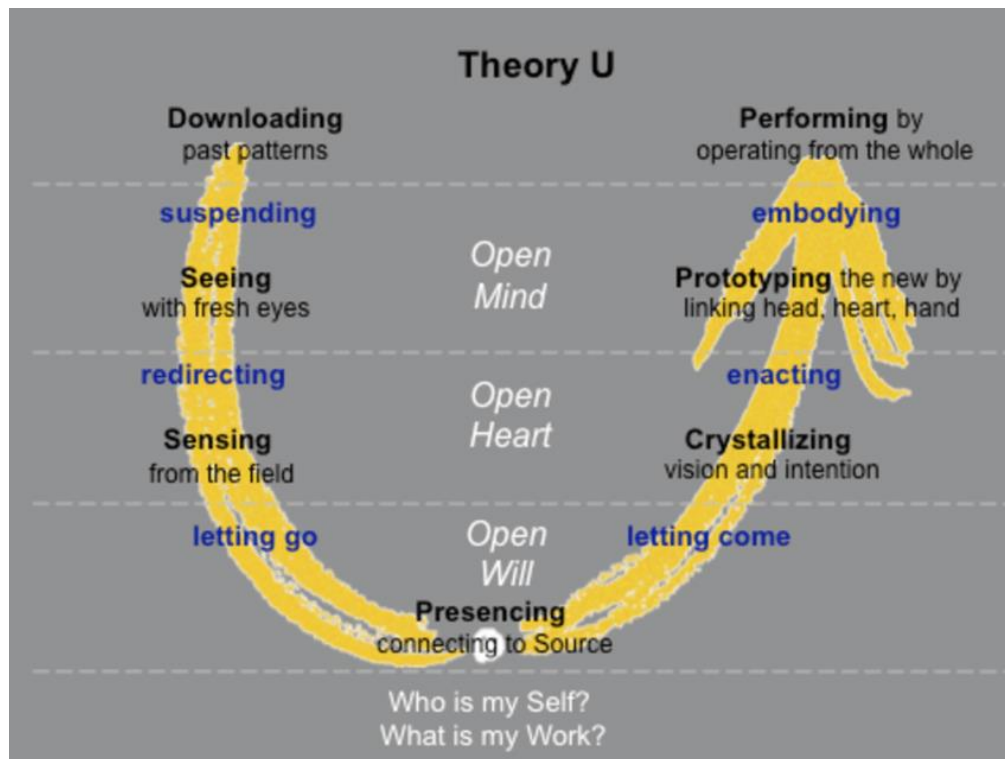 Theory U
Downloading
past patterns
Performing by
operating from the whole
suspending
embodying
Open
Mind
Seeing
with fresh eyes
Prototyping the new by
linking head, heart, hand
redirecting
enacting
Open
Heart
Sensing
from the field
Crystallizing
vision and intention
letting go
Open
Will
letting come
Presencing
connecting to Source
Who is my Self?
What is my Work?